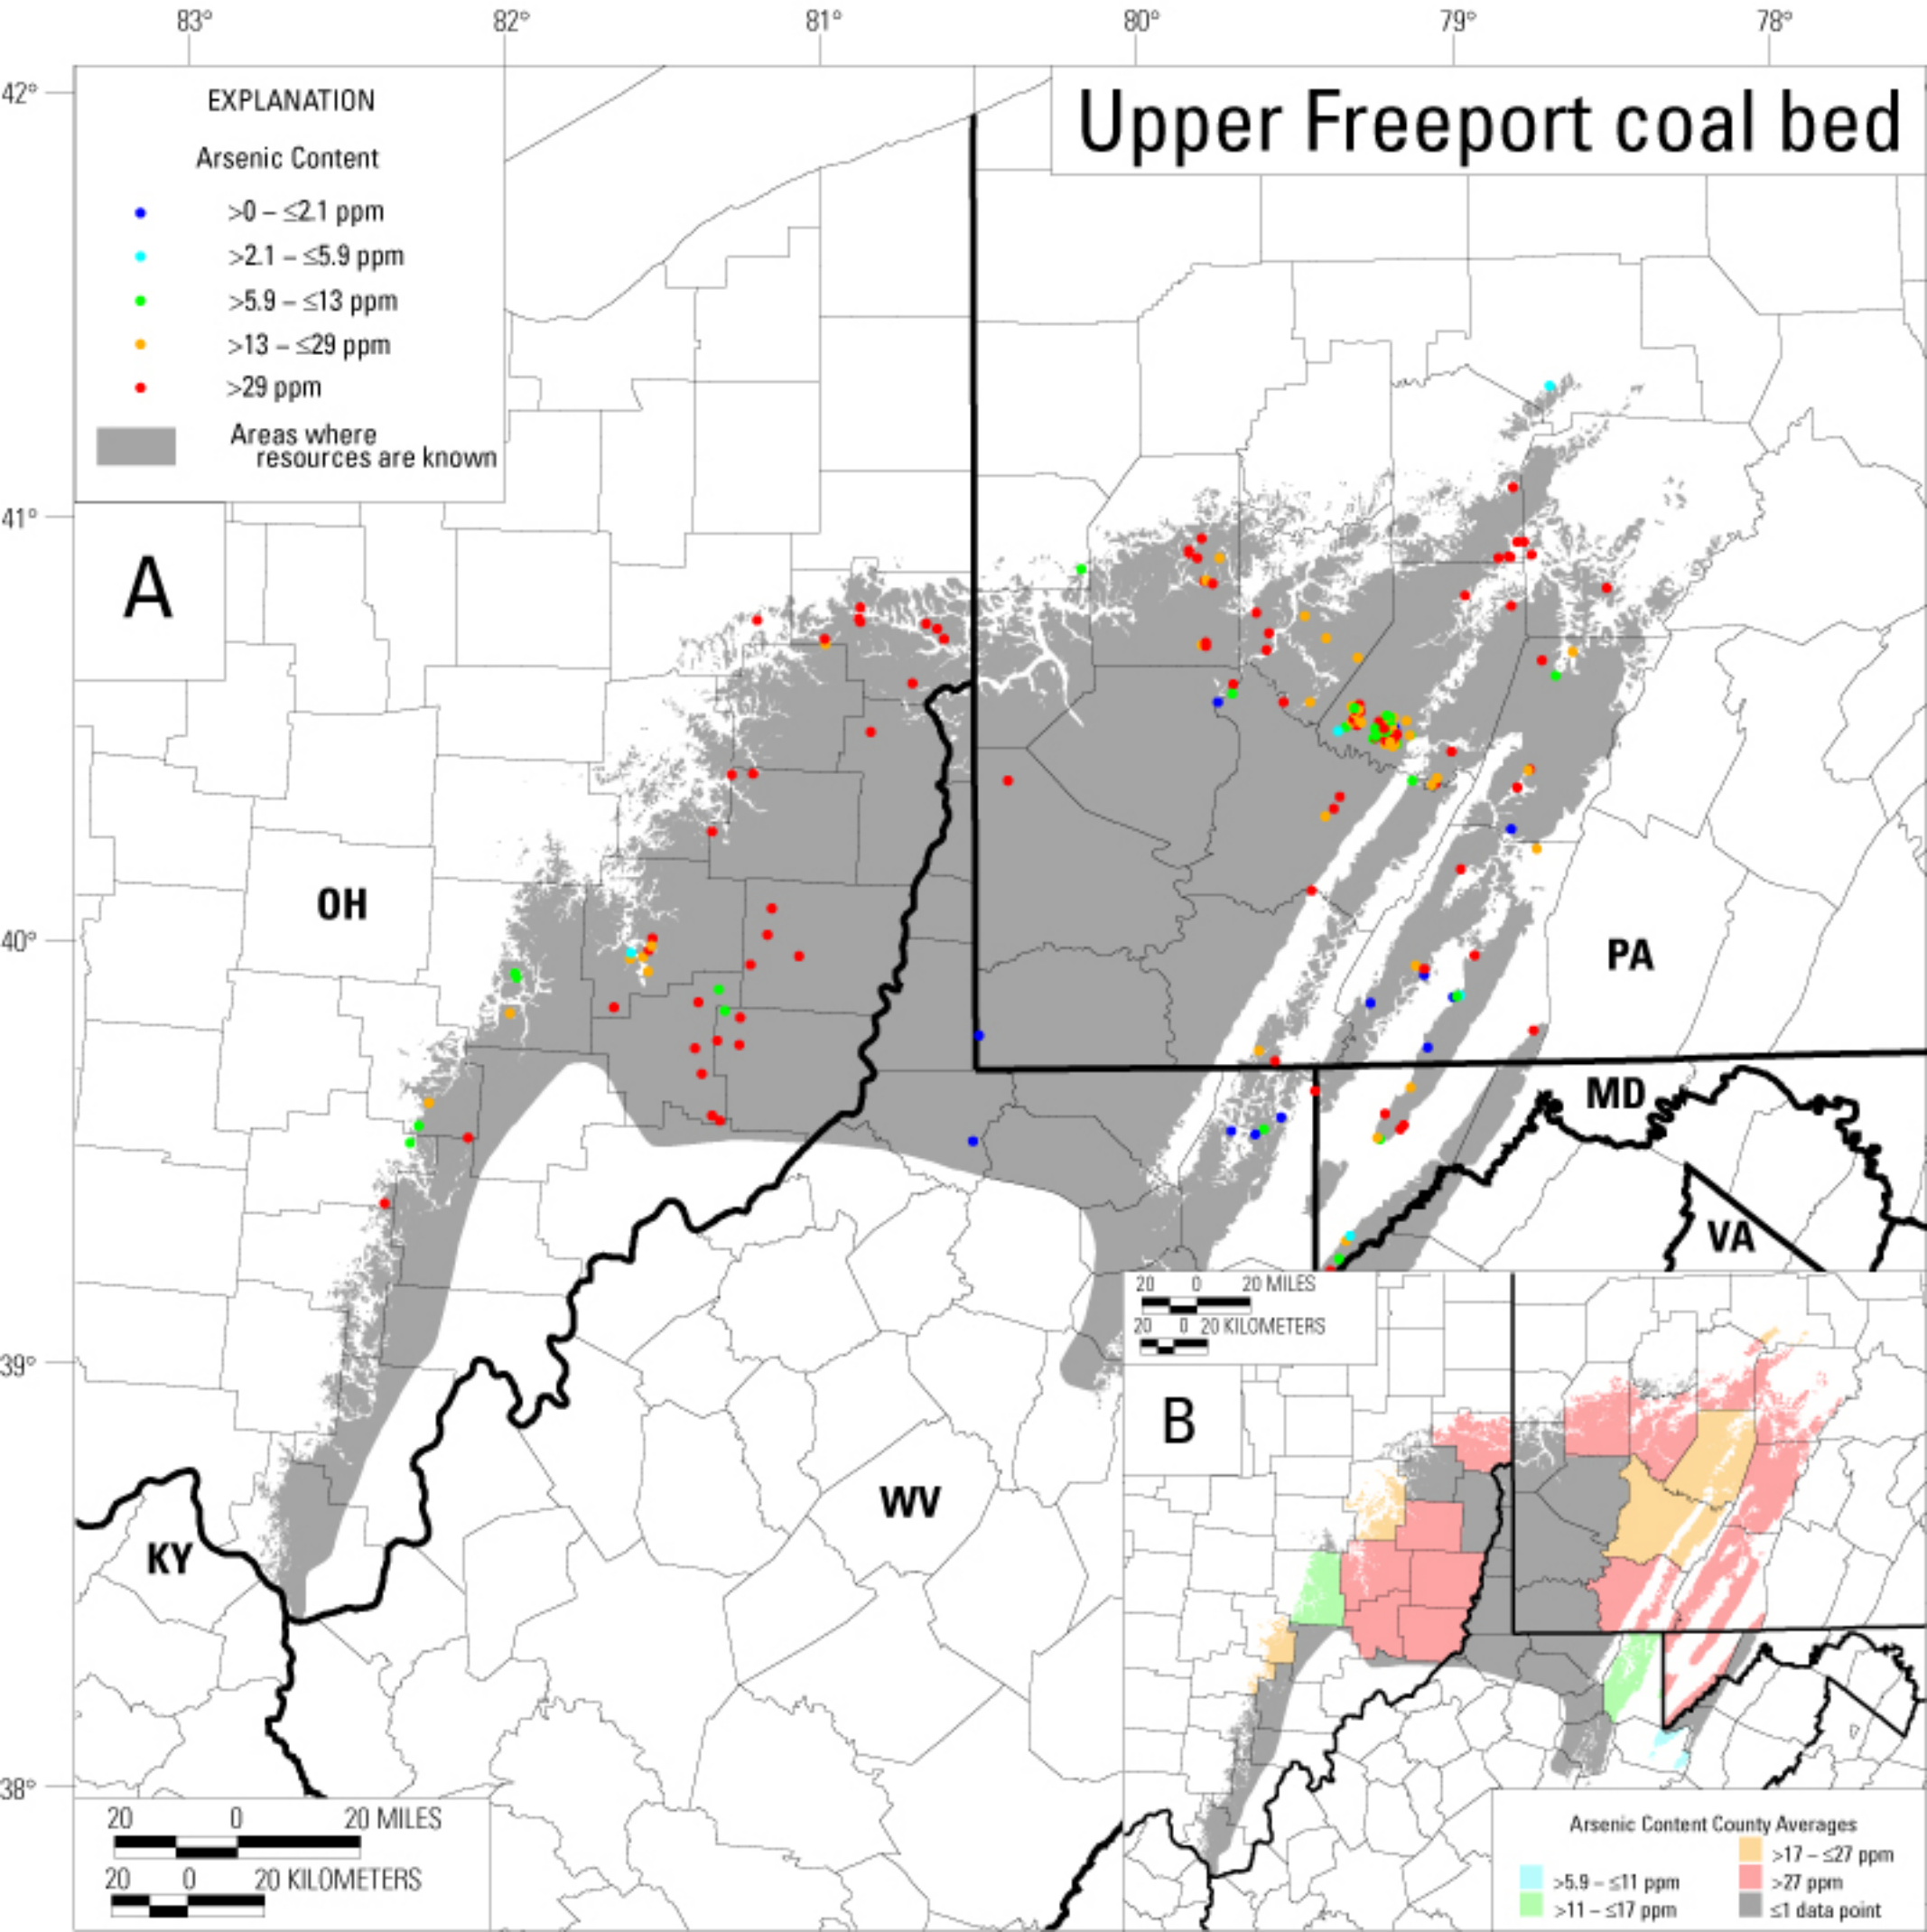 83° 82° 81° 80° 79° 78°
42°
Upper Freeport coal bed
EXPLANATION
Arsenic Content
>0 – ≤2.1 ppm
>2.1 – ≤5.9 ppm
>5.9 – ≤13 ppm
>13 – ≤29 ppm
>29 ppm
Areas where
resources are known
41°
A
OH
40°
PA
MD
VA
20 0 20 MILES
20 0 20 KILOMETERS
39°
B
WV
KY
38°
20 0 20 MILES
20 0 20 KILOMETERS
Arsenic Content County Averages
>5.9 – ≤11 ppm
>11 – ≤17 ppm
>17 – ≤27 ppm
>27 ppm
≤1 data point